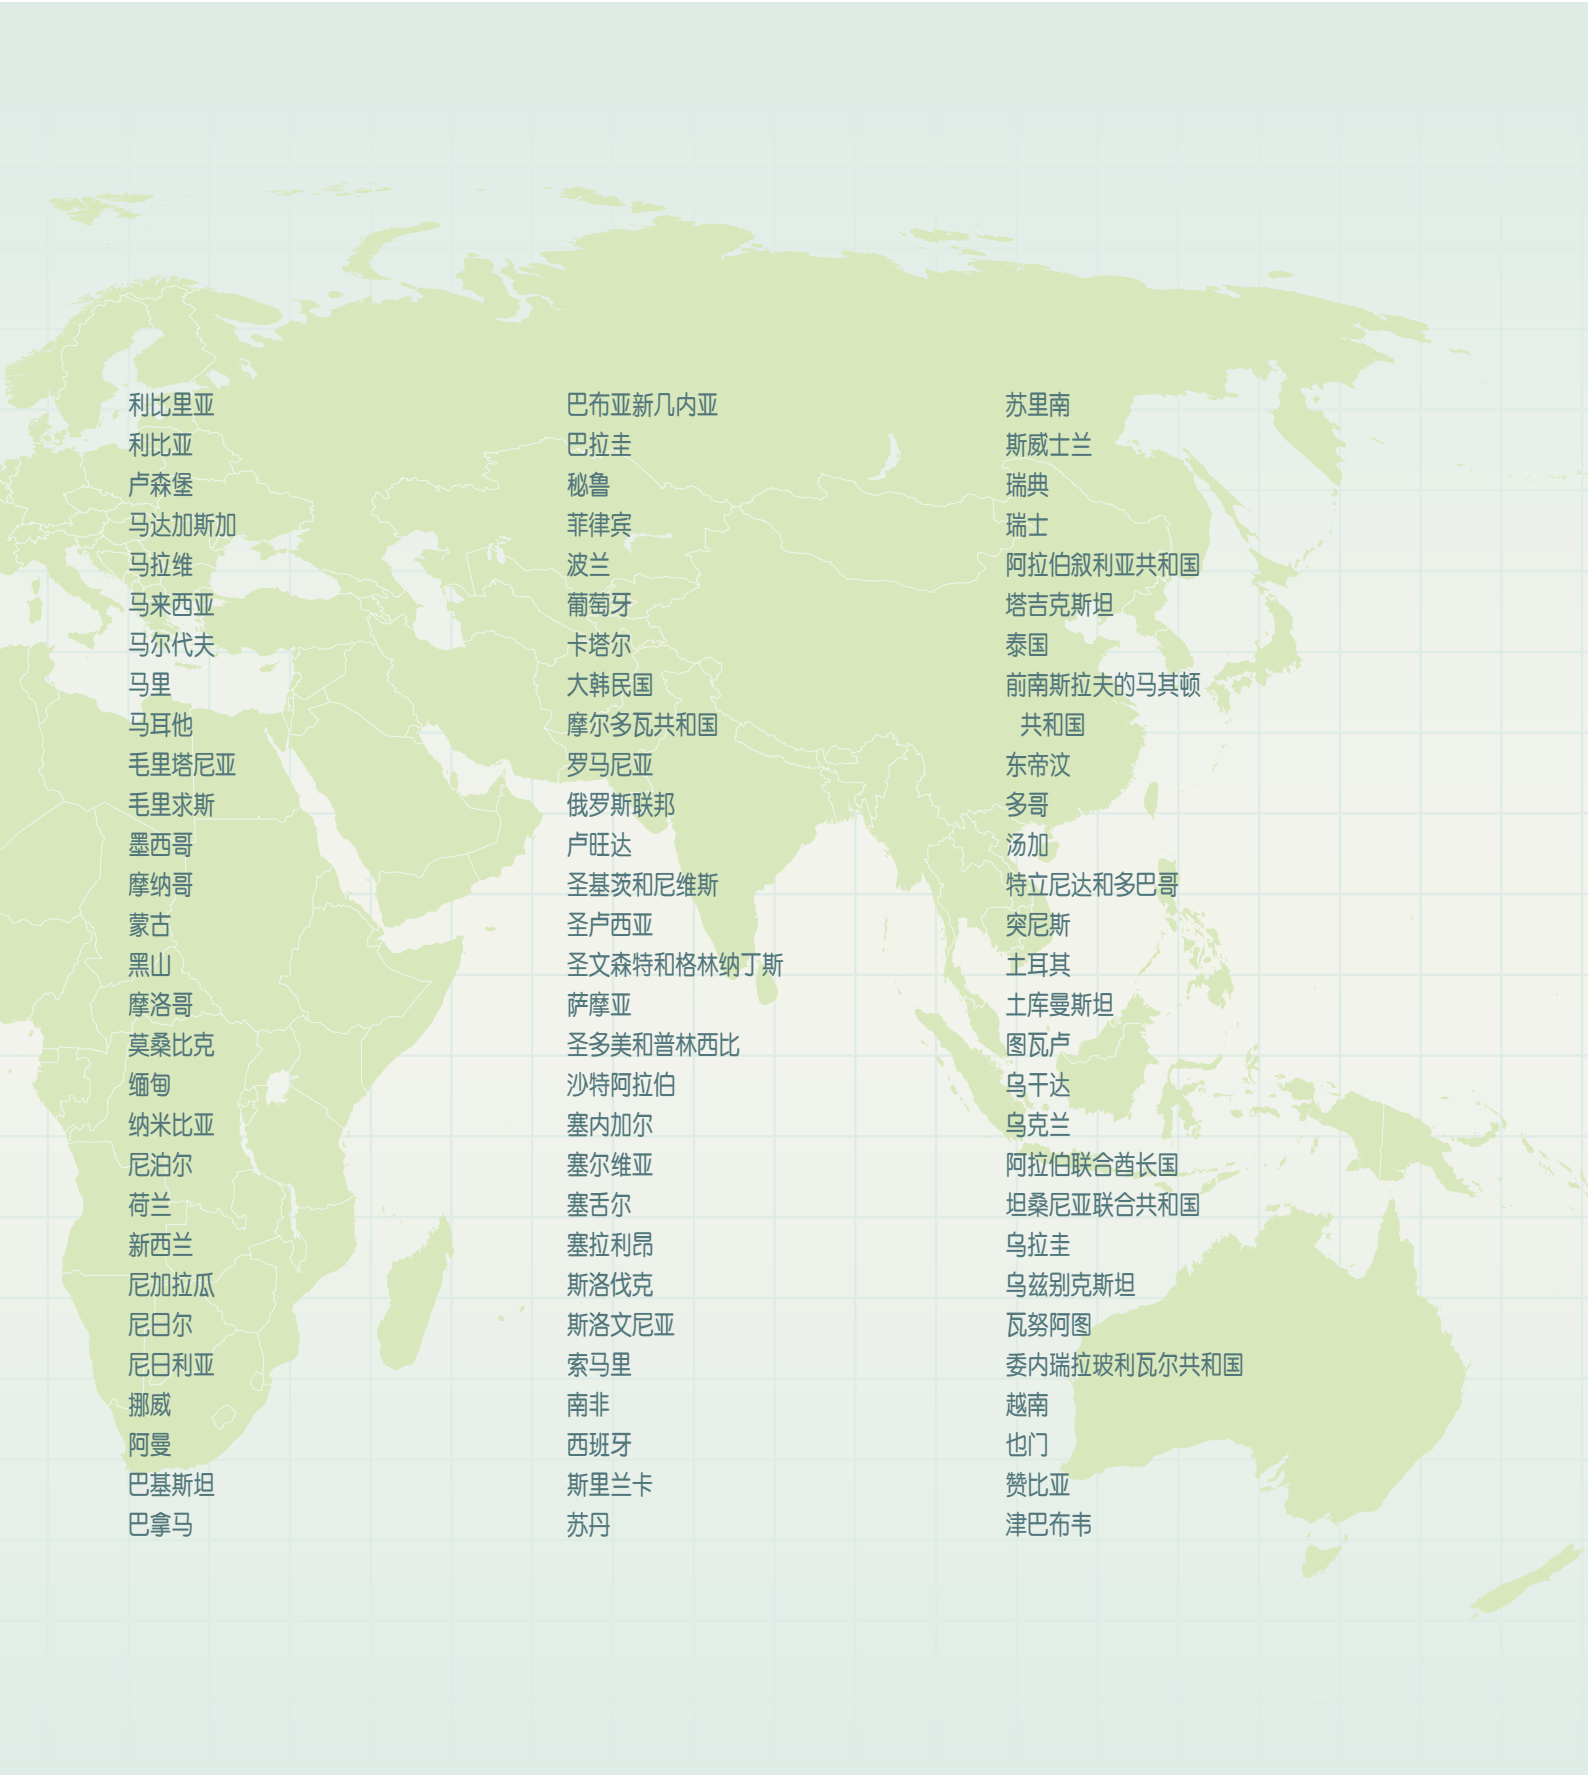 利比里亚
利比亚
卢森堡
马达加斯加
马拉维
马来西亚
马尔代夫
马里
马耳他
毛里塔尼亚
毛里求斯
墨西哥
摩纳哥
蒙古
黑山
摩洛哥
莫桑比克
缅甸
纳米比亚
尼泊尔
荷兰
新西兰
尼加拉瓜
尼日尔
尼日利亚
挪威
阿曼
巴基斯坦
巴拿马
巴布亚新几内亚
巴拉圭
秘鲁
菲律宾
波兰
葡萄牙
卡塔尔
大韩民国
摩尔多瓦共和国
罗马尼亚
俄罗斯联邦
卢旺达
圣基茨和尼维斯
圣卢西亚
圣文森特和格林纳丁斯
萨摩亚
圣多美和普林西比
沙特阿拉伯
塞内加尔
塞尔维亚
塞舌尔
塞拉利昂
斯洛伐克
斯洛文尼亚
索马里
南非
西班牙
斯里兰卡
苏丹
苏里南
斯威士兰
瑞典
瑞士
阿拉伯叙利亚共和国
塔吉克斯坦
泰国
前南斯拉夫的马其顿
共和国
东帝汶
多哥
汤加
特立尼达和多巴哥
突尼斯
土耳其
土库曼斯坦
图瓦卢
乌干达
乌克兰
阿拉伯联合酋长国
坦桑尼亚联合共和国
乌拉圭
乌兹别克斯坦
瓦努阿图
委内瑞拉玻利瓦尔共和国
越南
也门
赞比亚
津巴布韦